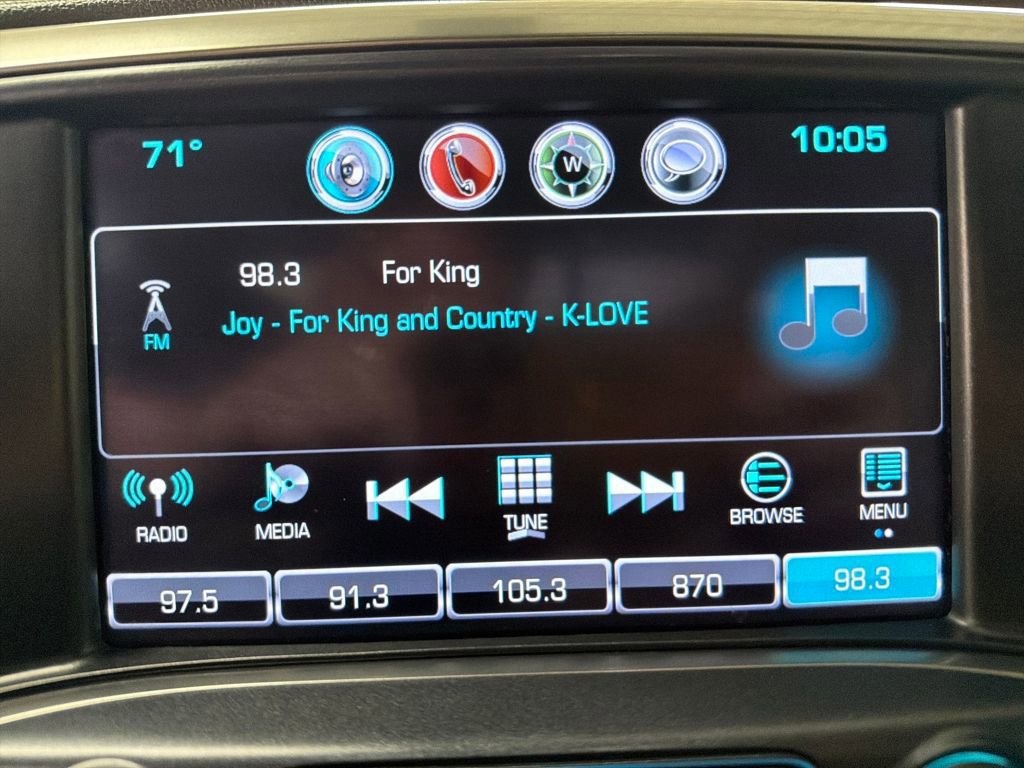 71°
W
10:05
98.3 For King
Joy - For King and Country - K-LOVE
FM
RADIO
MEDIA
TUNE
BROWSE
MENU
97.5 91.3 105.3 870 98.3